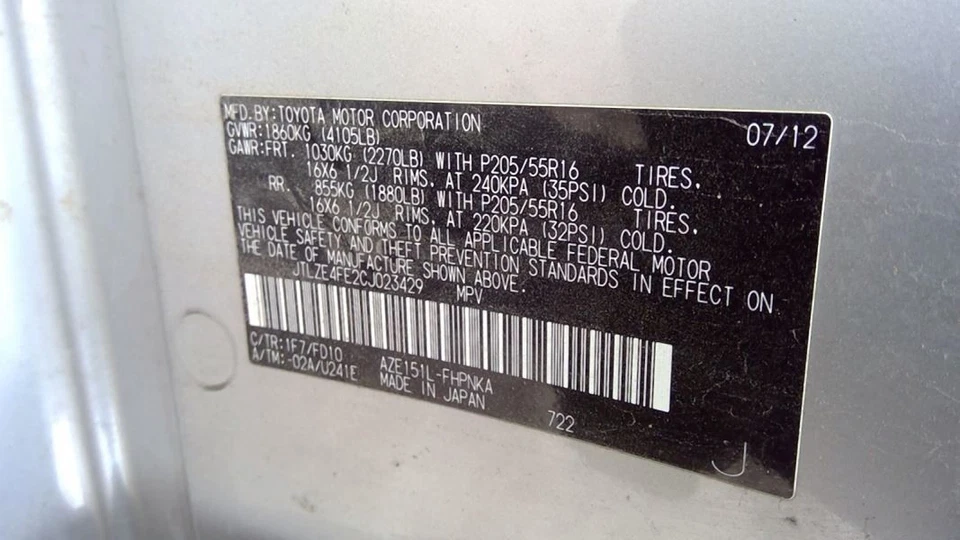 MFD.BY:TOYOTA MOTOR CORPORATION 07/12
GVWR:1860KG (4105LB)
GAWR:FRT. 1030KG (2270LB) WITH P205/55R16 TIRES.
16X6 1/2J RIMS. AT 240KPA (35PSI) COLD.
RR. 855KG (1880LB) WITH P205/55R16 TIRES.
16X6 1/2J RIMS. AT 220KPA (32PSI) COLD.
THIS VEHICLE CONFORMS TO ALL APPLICABLE FEDERAL MOTOR
VEHICLE SAFETY AND THEFT PREVENTION STANDARDS IN EFFECT ON
THE DATE OF MANUFACTURE SHOWN ABOVE.
JTLZE4FE2CJ023429 MPV
C/TR:1F7/FD10 AZE151L-FHPNKA
A/TM:-02A/U241E MADE IN JAPAN
722
J